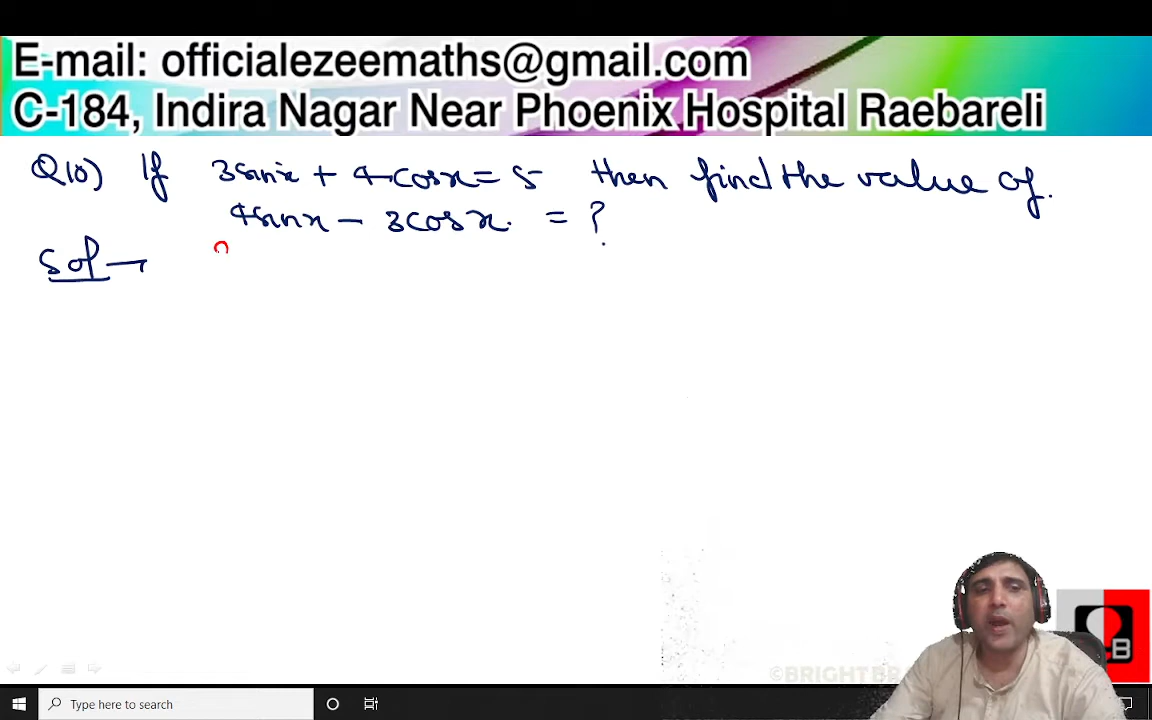 E-mail: officialezeemaths@gmail.com
C-184, Indira Nagar Near Phoenix Hospital Raebareli
Q10) If 3sinx + 4cosx = 5 then find the value of.
4sinx - 3cosx. = ?
Sol →
©BRIGHTBR
B
Type here to search